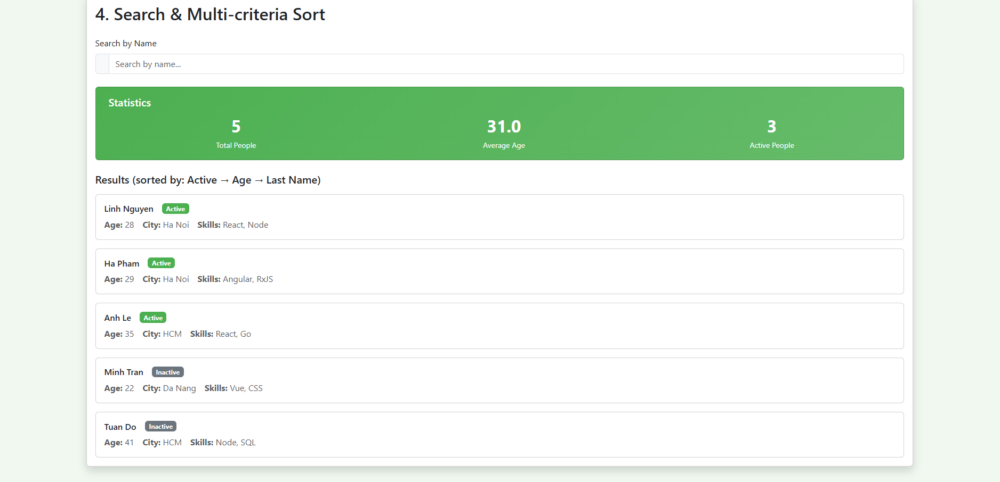 4. Search & Multi-criteria Sort
Search by Name
Search by name...
Statistics
5 31.0 3
Total People Average Age Active People
Results (sorted by: Active → Age → Last Name)
Linh Nguyen Active
Age: 28 City: Ha Noi Skills: React, Node
Ha Pham Active
Age: 29 City: Ha Noi Skills: Angular, RxJS
Anh Le Active
Age: 35 City: HCM Skills: React, Go
Minh Tran Inactive
Age: 22 City: Da Nang Skills: Vue, CSS
Tuan Do Inactive
Age: 41 City: HCM Skills: Node, SQL